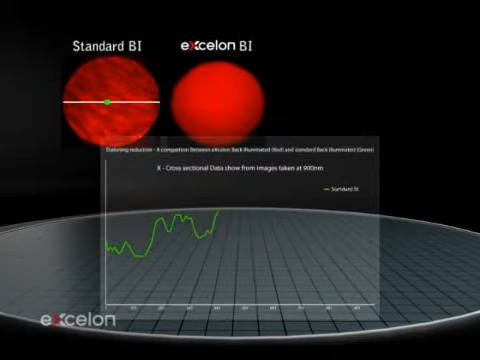 Standard BI
excelon BI
Etaloning reduction - A comparison Between eXcelon Back Illuminated (Red) and standard Back Illuminated (Green)
X - Cross sectional Data show from images taken at 900nm
Standard BI
excelon